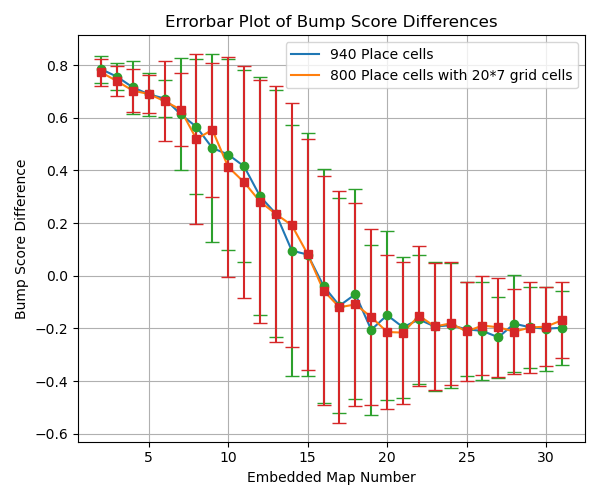 Errorbar Plot of Bump Score Differences
940 Place cells
800 Place cells with 20*7 grid cells
Bump Score Difference
0.8
0.6
0.4
0.2
0.0
−0.2
−0.4
−0.6
5 10 15 20 25 30
Embedded Map Number